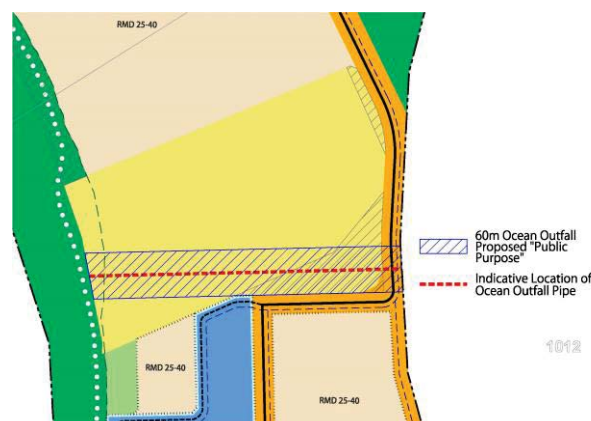 RMD 25-40
60m Ocean Outfall
Proposed "Public
Purpose"
Indicative Location of
Ocean Outfall Pipe
1012
RMD 25-40
RMD 25-40